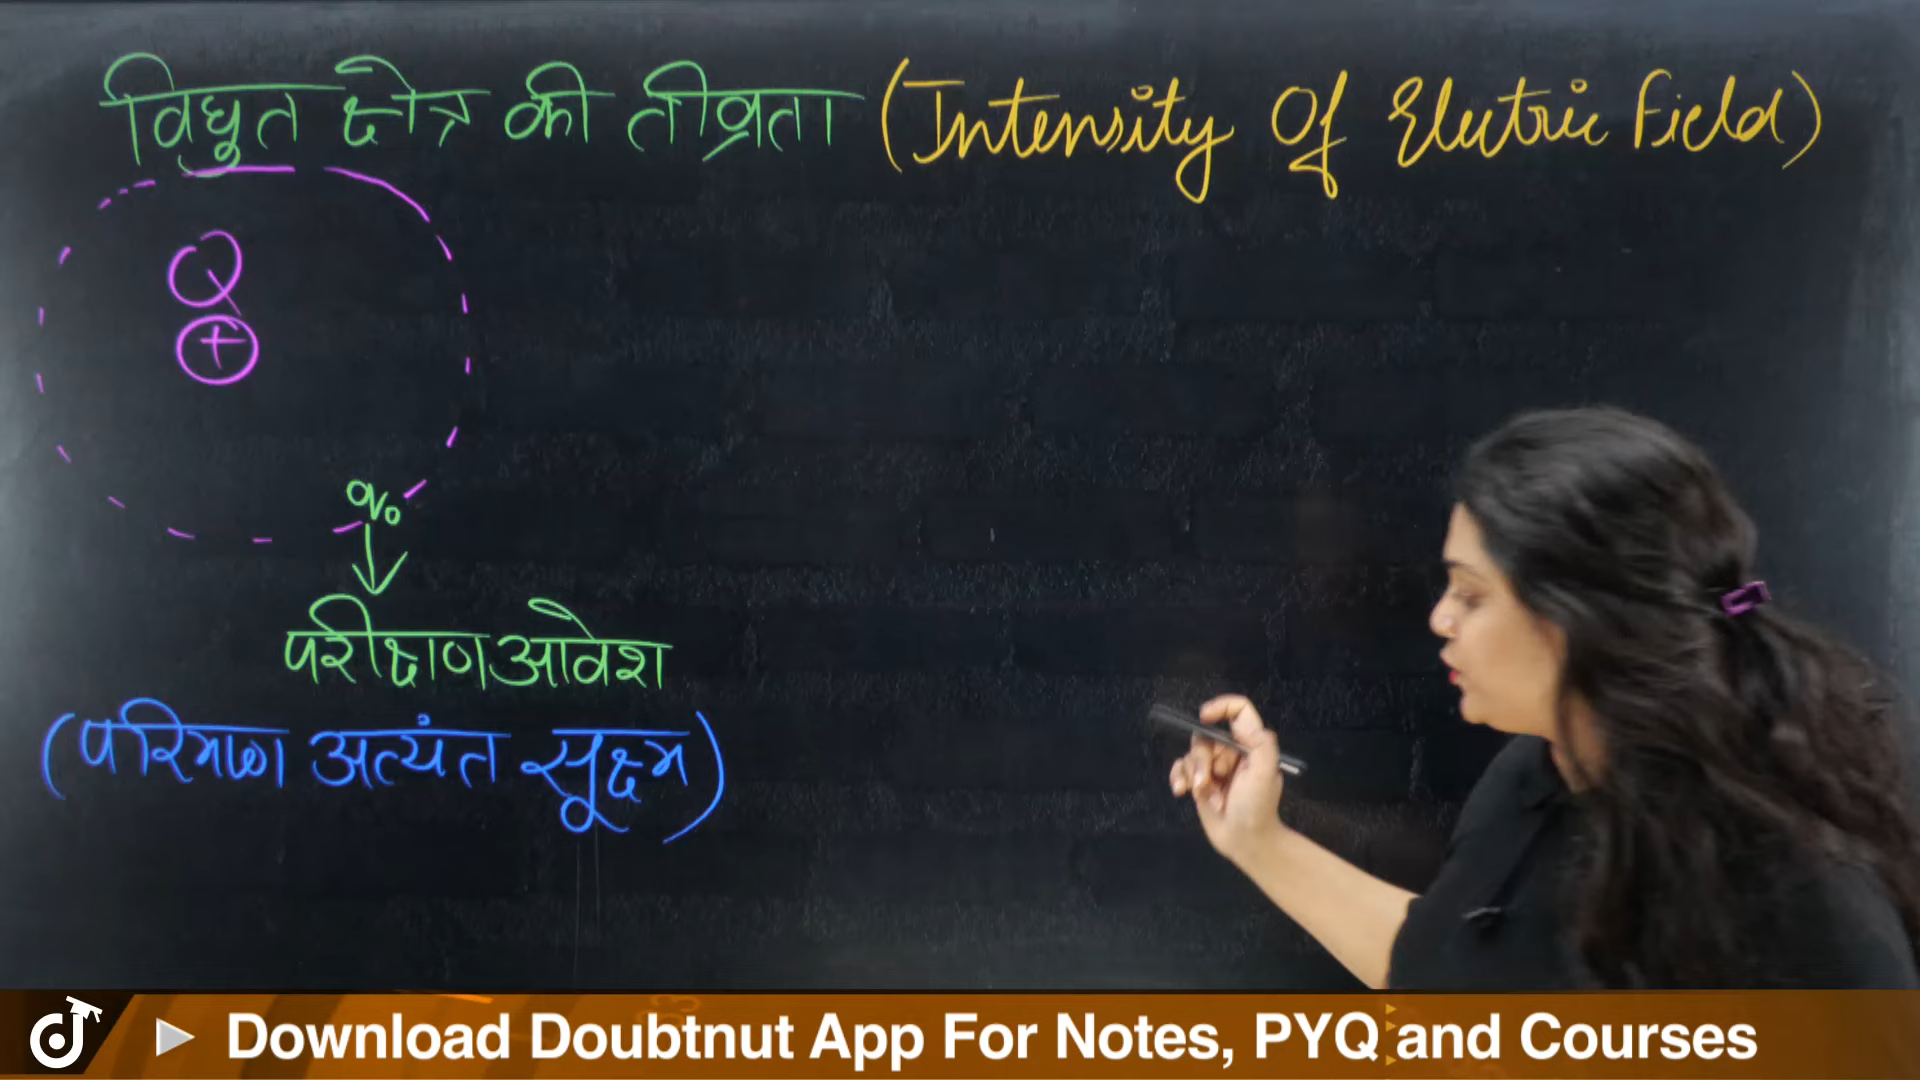 विद्युत क्षेत्र की तीव्रता (Intensity Of Electric Field)
Q
+
q₀
परीक्षण आवेश
(परिमाण अत्यंत सूक्ष्म)
Download Doubtnut App For Notes, PYQ and Courses